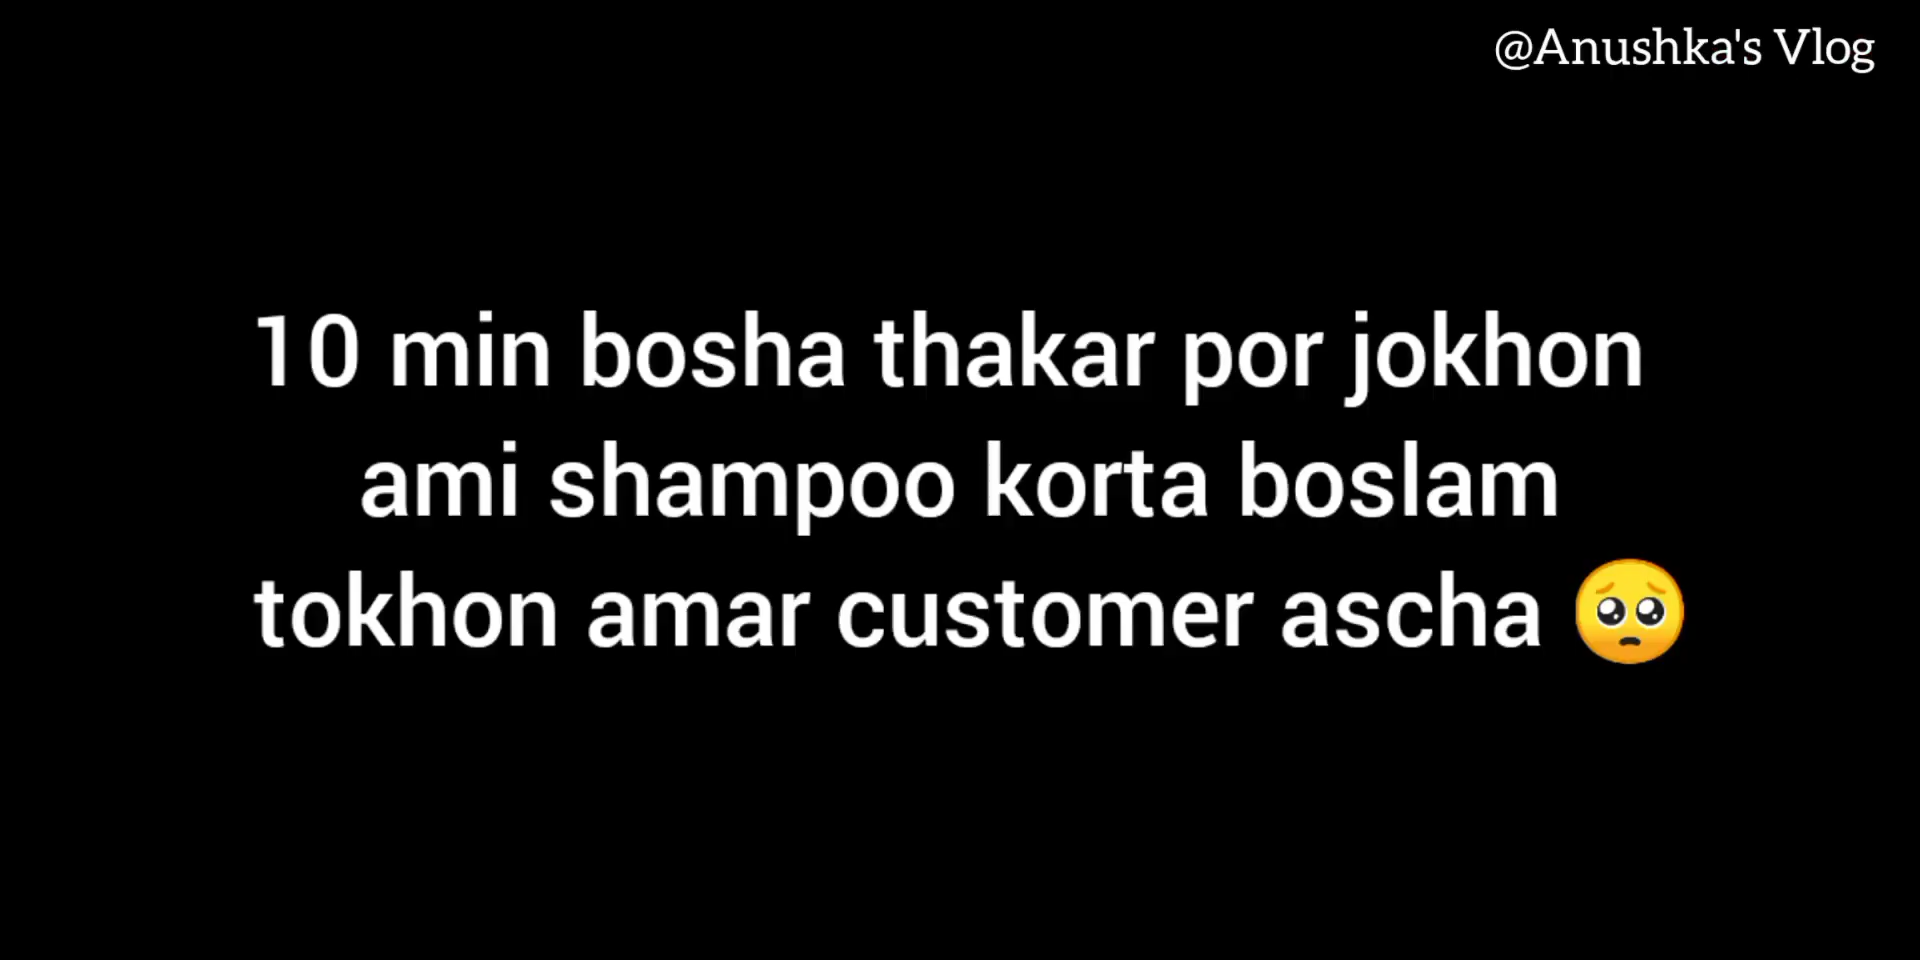 @Anushka's Vlog
10 min bosha thakar por jokhon
ami shampoo korta boslam
tokhon amar customer ascha 🥺